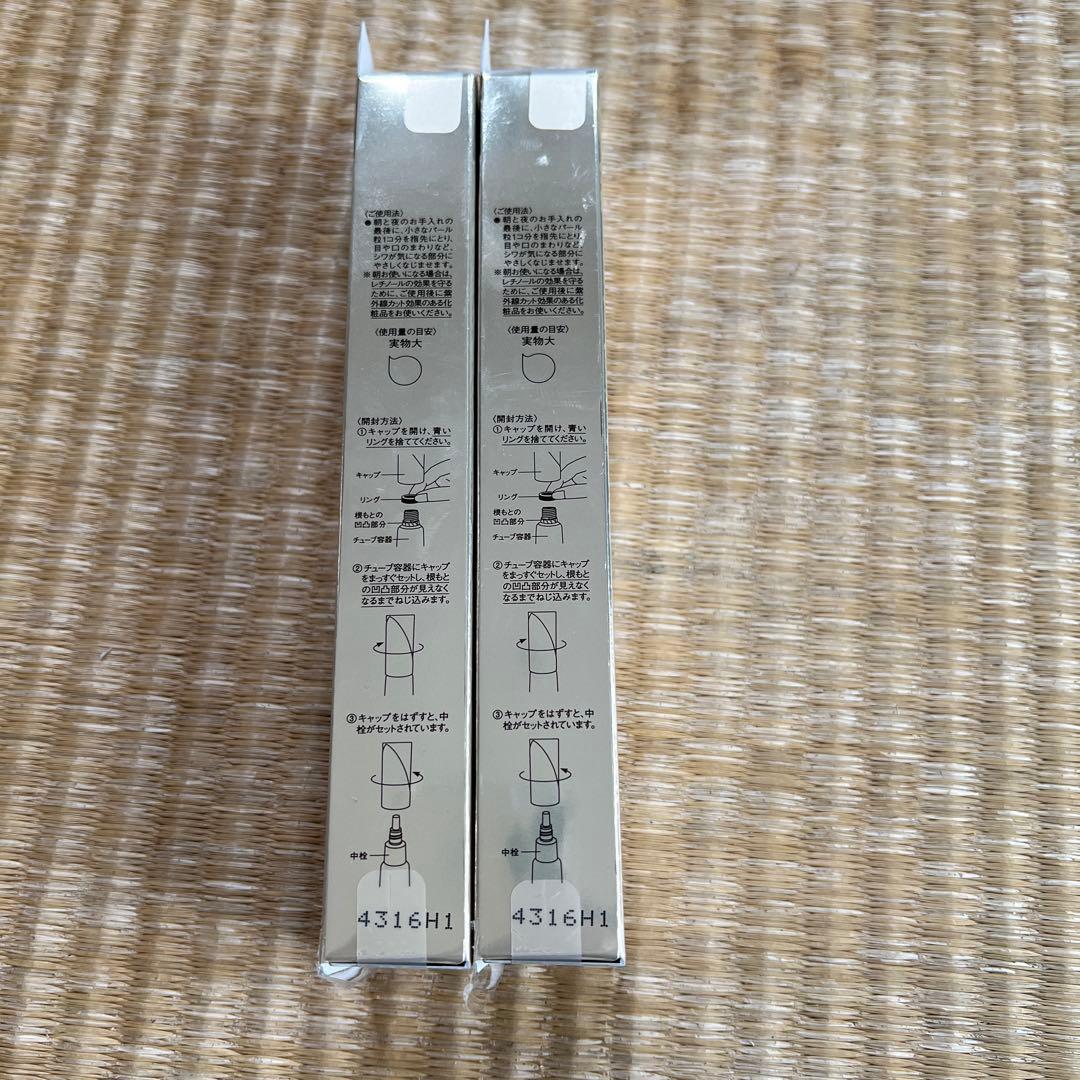 〈ご使用法〉
●朝と夜のお手入れの
最後に、小さなパール
粒1コ分を指先にとり、
目や口のまわりなど、
シワが気になる部分に
やさしくなじませます。
※朝お使いになる場合は、
レチノールの効果を守る
ために、ご使用後に紫
外線カット効果のある化
粧品をお使いください。
〈使用量の目安〉
実物大
〈開封方法〉
①キャップを開け、青い
リングを捨ててください。
キャップ
リング
根もとの
凹凸部分
チューブ容器
②チューブ容器にキャップ
をまっすぐセットし、根もと
の凹凸部分が見えなく
なるまでねじ込みます。
③キャップをはずすと、中
栓がセットされています。
中栓
4316H1
〈ご使用法〉
●朝と夜のお手入れの
最後に、小さなパール
粒1コ分を指先にとり、
目や口のまわりなど、
シワが気になる部分に
やさしくなじませます。
※朝お使いになる場合は、
レチノールの効果を守る
ために、ご使用後に紫
外線カット効果のある化
粧品をお使いください。
〈使用量の目安〉
実物大
〈開封方法〉
①キャップを開け、青い
リングを捨ててください。
キャップ
リング
根もとの
凹凸部分
チューブ容器
②チューブ容器にキャップ
をまっすぐセットし、根もと
の凹凸部分が見えなく
なるまでねじ込みます。
③キャップをはずすと、中
栓がセットされています。
中栓
4316H1